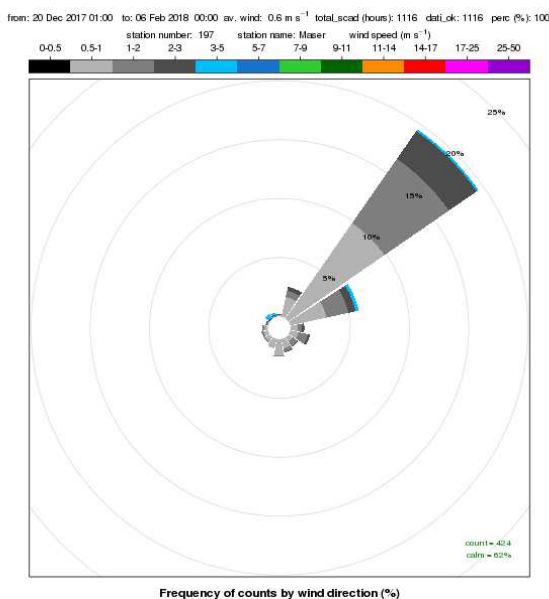 from: 20 Dec 2017 01:00 to: 06 Feb 2018 00:00 av. wind: 0.6 m s⁻¹ total_scad (hours): 1116 dati_ok: 1116 perc (%): 100
station number: 197 station name: Maser wind speed (m s⁻¹)
0-0.5 0.5-1 1-2 2-3 3-5 5-7 7-9 9-11 11-14 14-17 17-25 25-50
25%
20%
15%
10%
5%
count = 424
calm = 62%
Frequency of counts by wind direction (%)